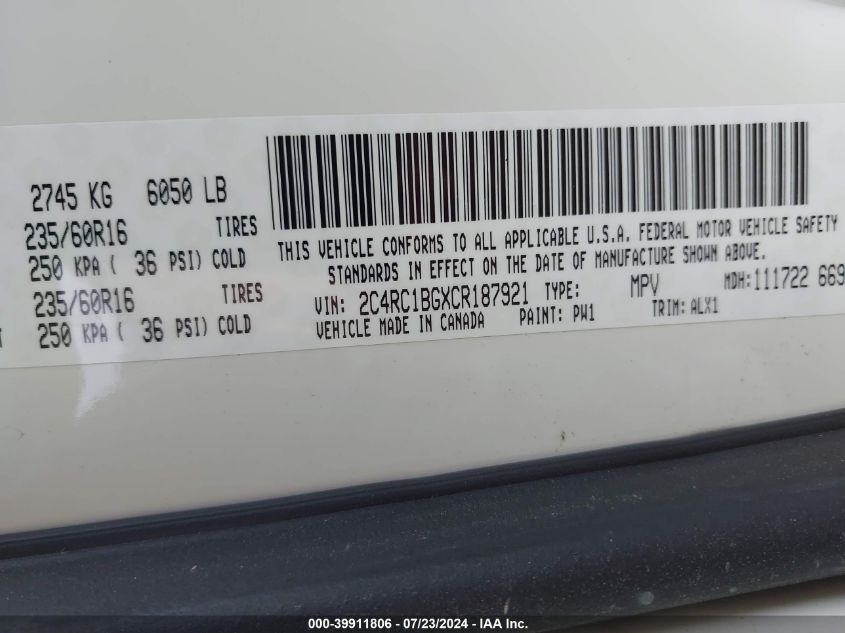 2745 KG 6050 LB
235/60R16 TIRES
250 KPA ( 36 PSI) COLD
235/60R16 TIRES
250 KPA ( 36 PSI) COLD
THIS VEHICLE CONFORMS TO ALL APPLICABLE U.S.A. FEDERAL MOTOR VEHICLE SAFETY
STANDARDS IN EFFECT ON THE DATE OF MANUFACTURE SHOWN ABOVE.
VIN: 2C4RC1BGXCR187921 TYPE: MPV MDH: 111722 669
VEHICLE MADE IN CANADA PAINT: PW1 TRIM: ALX1
000-39911806 - 07/23/2024 - IAA Inc.